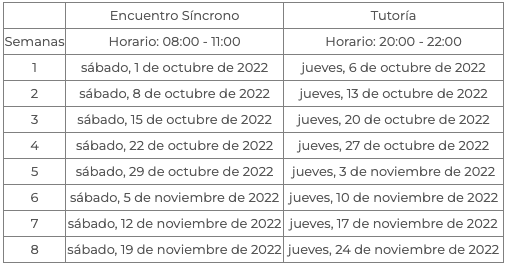 Encuentro Síncrono Tutoría
Semanas Horario: 08:00 - 11:00 Horario: 20:00 - 22:00
1 sábado, 1 de octubre de 2022 jueves, 6 de octubre de 2022
2 sábado, 8 de octubre de 2022 jueves, 13 de octubre de 2022
3 sábado, 15 de octubre de 2022 jueves, 20 de octubre de 2022
4 sábado, 22 de octubre de 2022 jueves, 27 de octubre de 2022
5 sábado, 29 de octubre de 2022 jueves, 3 de noviembre de 2022
6 sábado, 5 de noviembre de 2022 jueves, 10 de noviembre de 2022
7 sábado, 12 de noviembre de 2022 jueves, 17 de noviembre de 2022
8 sábado, 19 de noviembre de 2022 jueves, 24 de noviembre de 2022